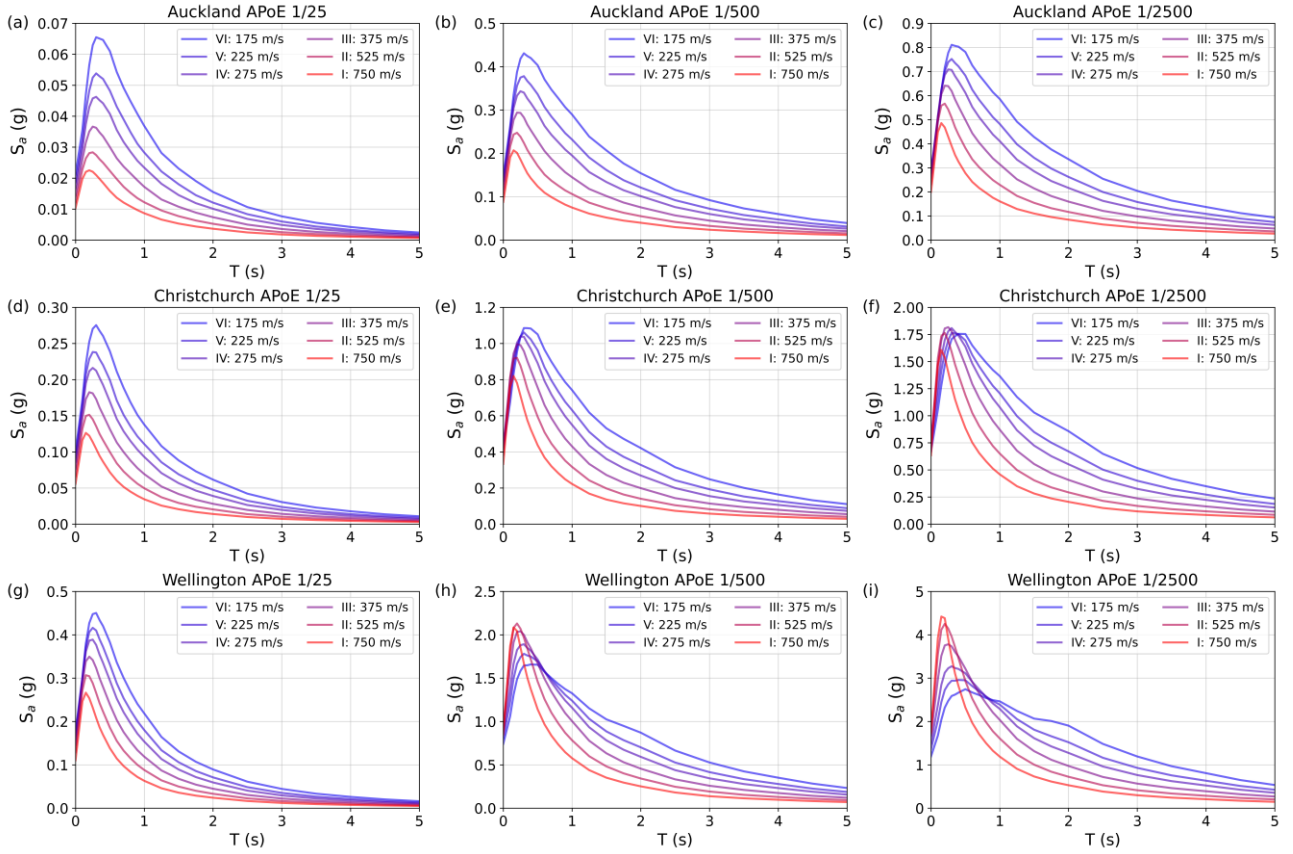 (a) Auckland APoE 1/25
0.07
0.06
0.05
0.04
0.03
0.02
0.01
0.00
Sₐ (g)
VI: 175 m/s III: 375 m/s
V: 225 m/s II: 525 m/s
IV: 275 m/s I: 750 m/s
0 1 2 3 4 5
T (s)
(b) Auckland APoE 1/500
0.5
0.4
0.3
0.2
0.1
0.0
Sₐ (g)
VI: 175 m/s III: 375 m/s
V: 225 m/s II: 525 m/s
IV: 275 m/s I: 750 m/s
0 1 2 3 4 5
T (s)
(c) Auckland APoE 1/2500
0.9
0.8
0.7
0.6
0.5
0.4
0.3
0.2
0.1
0.0
Sₐ (g)
VI: 175 m/s III: 375 m/s
V: 225 m/s II: 525 m/s
IV: 275 m/s I: 750 m/s
0 1 2 3 4 5
T (s)
(d) Christchurch APoE 1/25
0.30
0.25
0.20
0.15
0.10
0.05
0.00
Sₐ (g)
VI: 175 m/s III: 375 m/s
V: 225 m/s II: 525 m/s
IV: 275 m/s I: 750 m/s
0 1 2 3 4 5
T (s)
(e) Christchurch APoE 1/500
1.2
1.0
0.8
0.6
0.4
0.2
0.0
Sₐ (g)
VI: 175 m/s III: 375 m/s
V: 225 m/s II: 525 m/s
IV: 275 m/s I: 750 m/s
0 1 2 3 4 5
T (s)
(f) Christchurch APoE 1/2500
2.00
1.75
1.50
1.25
1.00
0.75
0.50
0.25
0.00
Sₐ (g)
VI: 175 m/s III: 375 m/s
V: 225 m/s II: 525 m/s
IV: 275 m/s I: 750 m/s
0 1 2 3 4 5
T (s)
(g) Wellington APoE 1/25
0.5
0.4
0.3
0.2
0.1
0.0
Sₐ (g)
VI: 175 m/s III: 375 m/s
V: 225 m/s II: 525 m/s
IV: 275 m/s I: 750 m/s
0 1 2 3 4 5
T (s)
(h) Wellington APoE 1/500
2.5
2.0
1.5
1.0
0.5
0.0
Sₐ (g)
VI: 175 m/s III: 375 m/s
V: 225 m/s II: 525 m/s
IV: 275 m/s I: 750 m/s
0 1 2 3 4 5
T (s)
(i) Wellington APoE 1/2500
5
4
3
2
1
0
Sₐ (g)
VI: 175 m/s III: 375 m/s
V: 225 m/s II: 525 m/s
IV: 275 m/s I: 750 m/s
0 1 2 3 4 5
T (s)